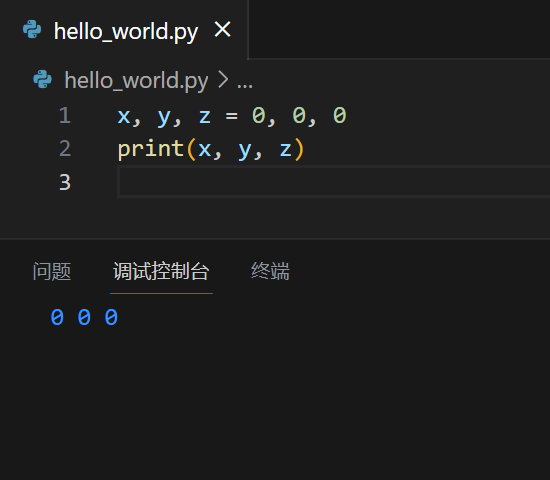 hello_world.py ×
hello_world.py > ...
1 x, y, z = 0, 0, 0
2 print(x, y, z)
3
问题 调试控制台 终端
0 0 0